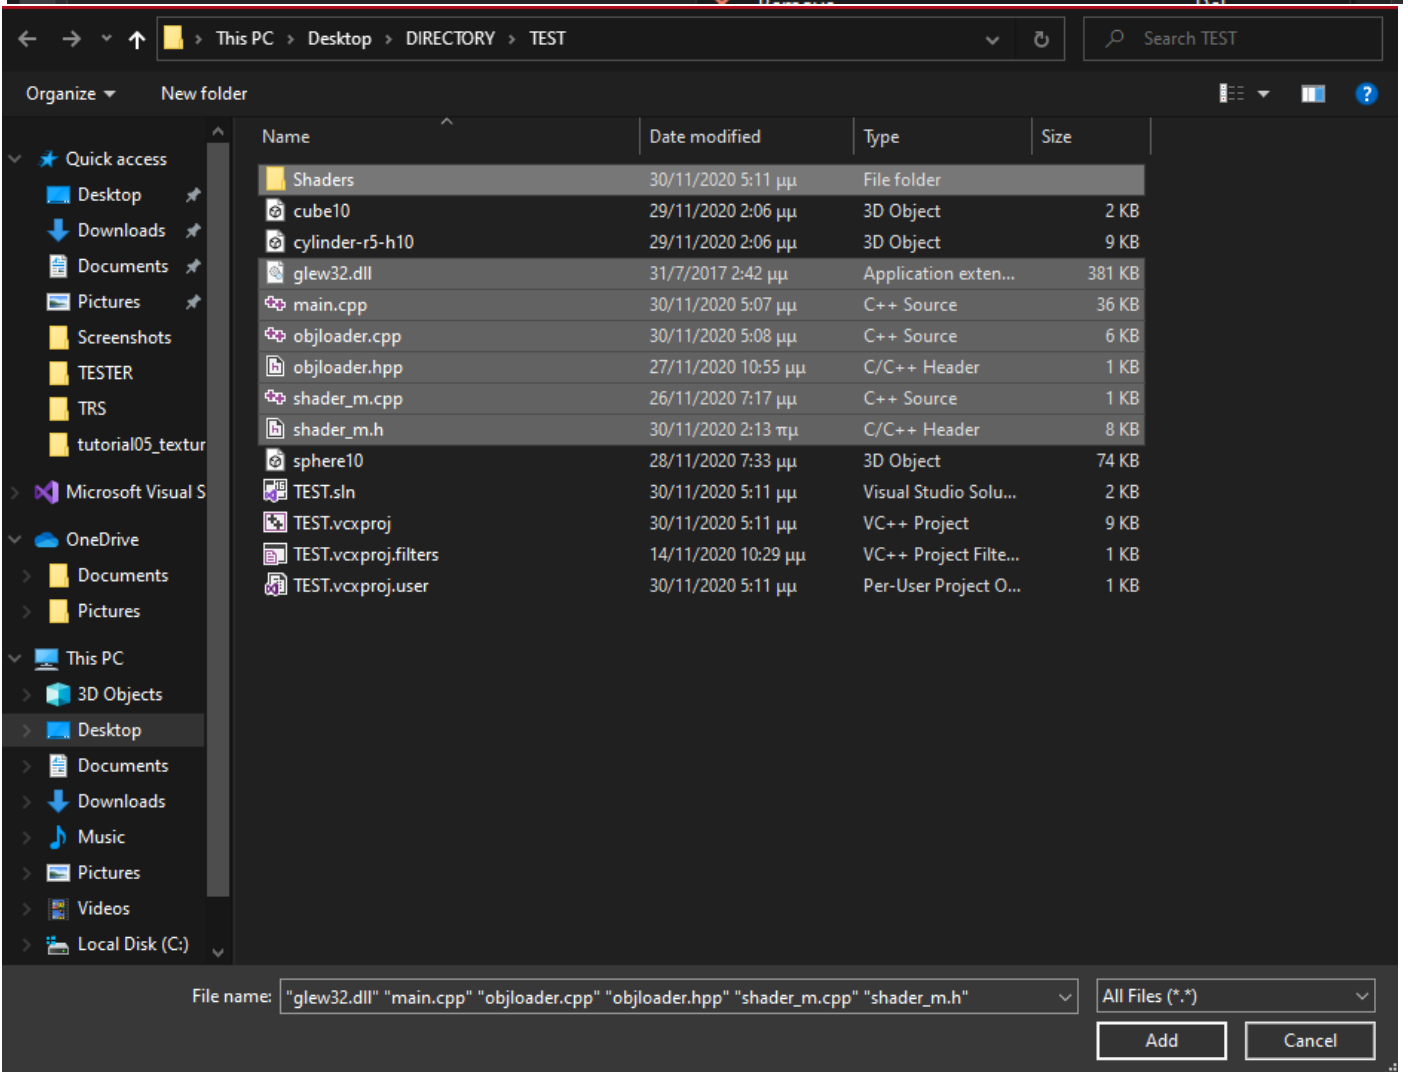 This PC > Desktop > DIRECTORY > TEST
Search TEST
Organize
New folder
?
Name Date modified Type Size
Quick access
Desktop
Downloads
Documents
Pictures
Screenshots
TESTER
TRS
tutorial05_textur
Microsoft Visual S
OneDrive
Documents
Pictures
This PC
3D Objects
Desktop
Documents
Downloads
Music
Pictures
Videos
Local Disk (C:)
Shaders 30/11/2020 5:11 μμ File folder
cube10 29/11/2020 2:06 μμ 3D Object 2 KB
cylinder-r5-h10 29/11/2020 2:06 μμ 3D Object 9 KB
glew32.dll 31/7/2017 2:42 μμ Application exten... 381 KB
main.cpp 30/11/2020 5:07 μμ C++ Source 36 KB
objloader.cpp 30/11/2020 5:08 μμ C++ Source 6 KB
objloader.hpp 27/11/2020 10:55 μμ C/C++ Header 1 KB
shader_m.cpp 26/11/2020 7:17 μμ C++ Source 1 KB
shader_m.h 30/11/2020 2:13 πμ C/C++ Header 8 KB
sphere10 28/11/2020 7:33 μμ 3D Object 74 KB
TEST.sln 30/11/2020 5:11 μμ Visual Studio Solu... 2 KB
TEST.vcxproj 30/11/2020 5:11 μμ VC++ Project 9 KB
TEST.vcxproj.filters 14/11/2020 10:29 μμ VC++ Project Filte... 1 KB
TEST.vcxproj.user 30/11/2020 5:11 μμ Per-User Project O... 1 KB
File name: "glew32.dll" "main.cpp" "objloader.cpp" "objloader.hpp" "shader_m.cpp" "shader_m.h"
All Files (*.*)
Add
Cancel